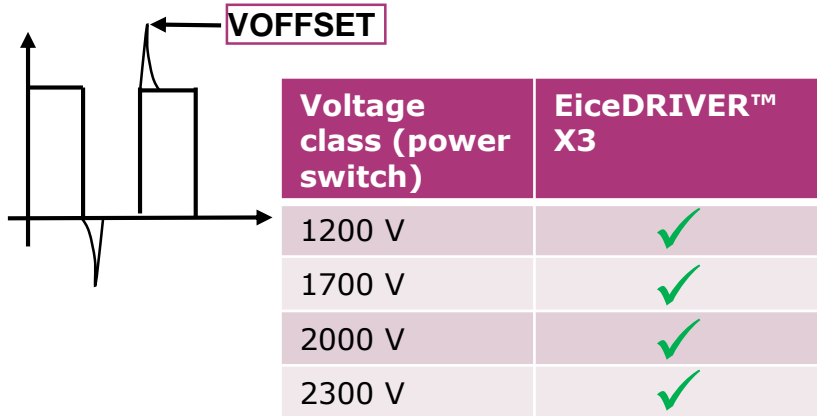 VOFFSET
Voltage
class (power
switch)
EiceDRIVER™
X3
1200 V
1700 V
2000 V
2300 V